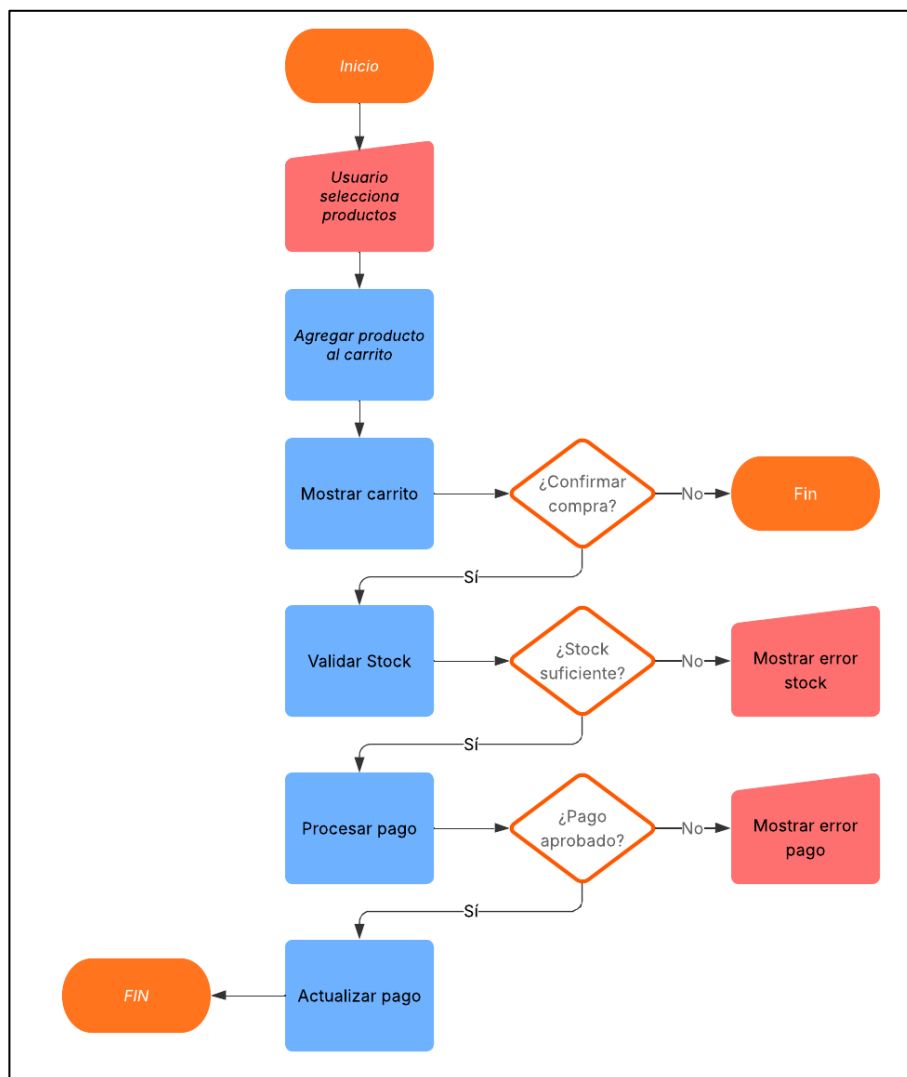 Inicio
Usuario
selecciona
productos
Agregar producto
al carrito
Mostrar carrito
¿Confirmar
compra?
No
Fin
Sí
Validar Stock
¿Stock
suficiente?
No
Mostrar error
stock
Sí
Procesar pago
¿Pago
aprobado?
No
Mostrar error
pago
Sí
FIN
Actualizar pago